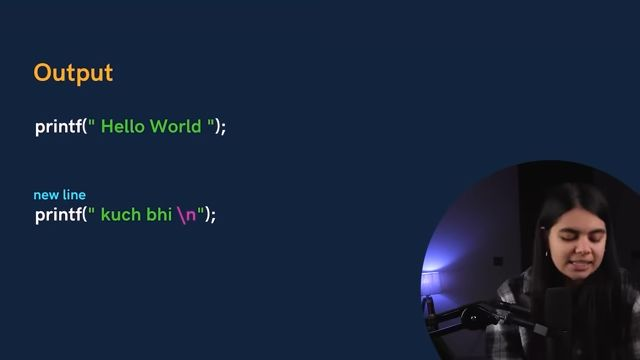 Output
printf(" Hello World ");
new line
printf(" kuch bhi \n");